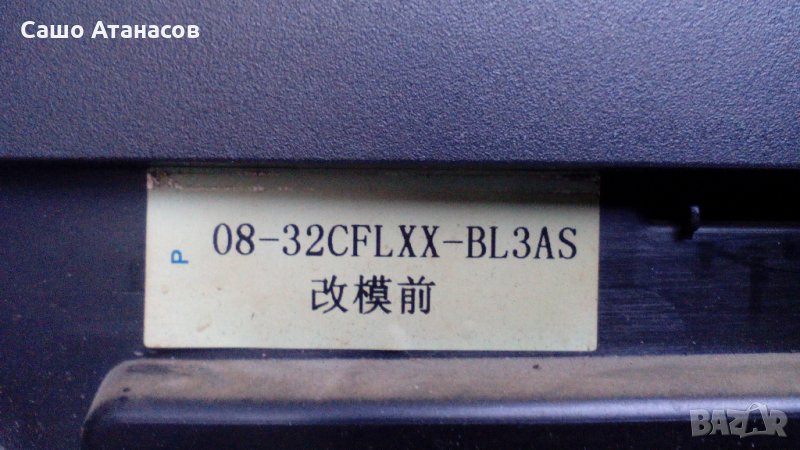 Сашо Атанасов
P 08-32CFLXX-BL3AS
改模前
BAZAR